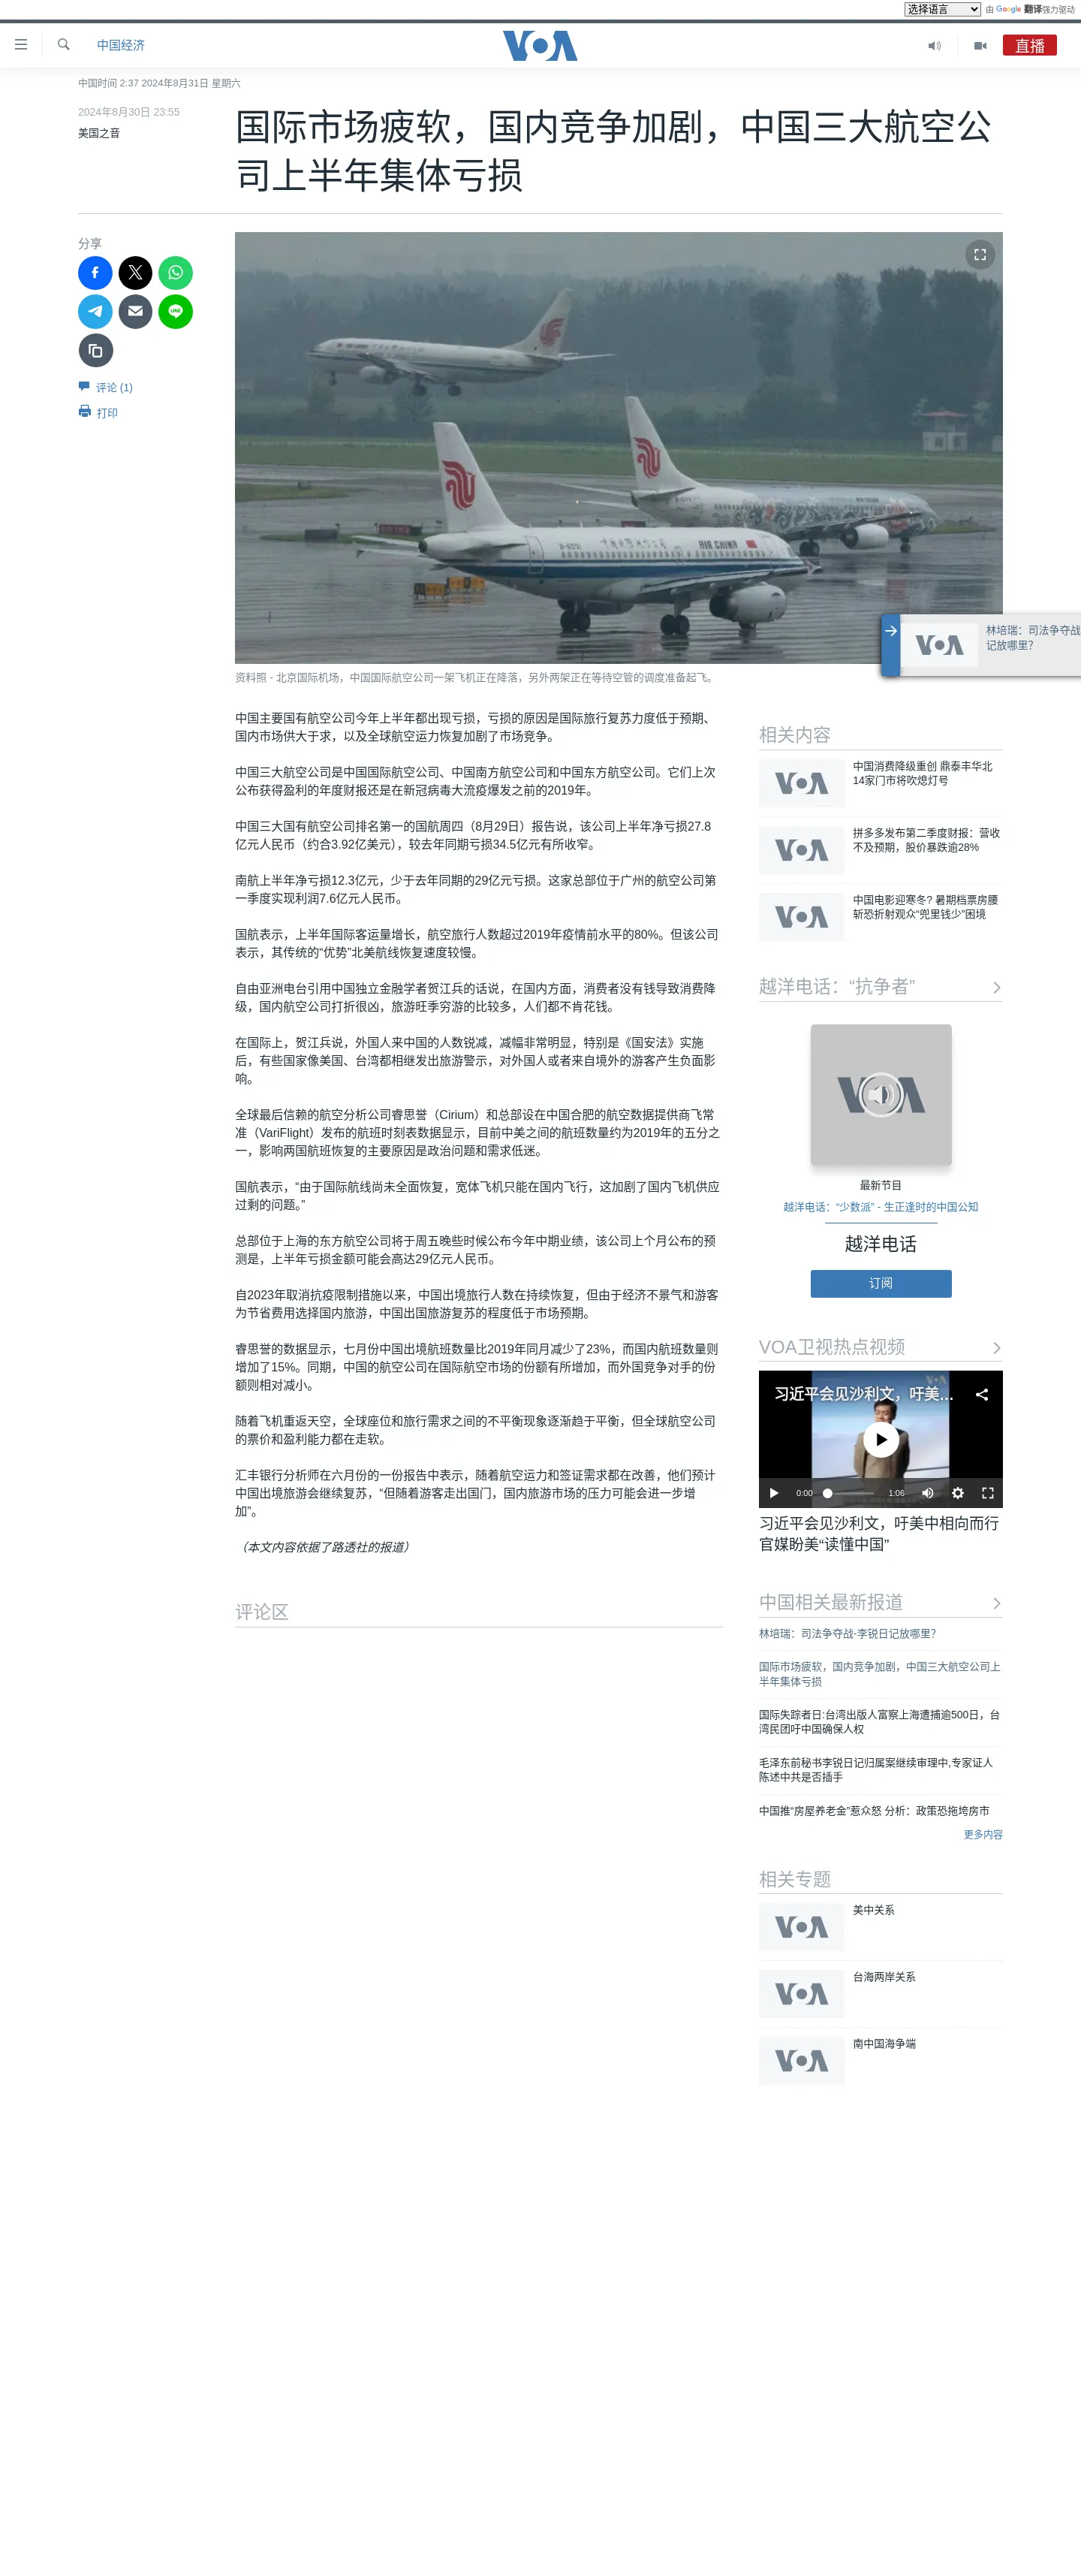 选择语言
由 Google 翻译强力驱动
中国经济
VOA
直播
中国时间 2:37 2024年8月31日 星期六
2024年8月30日 23:55
美国之音
国际市场疲软，国内竞争加剧，中国三大航空公
司上半年集体亏损
分享
评论 (1)
打印
AIR CHINA
林培瑞：司法争夺战
记放哪里？
VOA
资料照 - 北京国际机场，中国国际航空公司一架飞机正在降落，另外两架正在等待空管的调度准备起飞。
中国主要国有航空公司今年上半年都出现亏损，亏损的原因是国际旅行复苏力度低于预期、
国内市场供大于求，以及全球航空运力恢复加剧了市场竞争。
中国三大航空公司是中国国际航空公司、中国南方航空公司和中国东方航空公司。它们上次
公布获得盈利的年度财报还是在新冠病毒大流疫爆发之前的2019年。
中国三大国有航空公司排名第一的国航周四（8月29日）报告说，该公司上半年净亏损27.8
亿元人民币（约合3.92亿美元），较去年同期亏损34.5亿元有所收窄。
南航上半年净亏损12.3亿元，少于去年同期的29亿元亏损。这家总部位于广州的航空公司第
一季度实现利润7.6亿元人民币。
国航表示，上半年国际客运量增长，航空旅行人数超过2019年疫情前水平的80%。但该公司
表示，其传统的“优势”北美航线恢复速度较慢。
自由亚洲电台引用中国独立金融学者贺江兵的话说，在国内方面，消费者没有钱导致消费降
级，国内航空公司打折很凶，旅游旺季穷游的比较多，人们都不肯花钱。
在国际上，贺江兵说，外国人来中国的人数锐减，减幅非常明显，特别是《国安法》实施
后，有些国家像美国、台湾都相继发出旅游警示，对外国人或者来自境外的游客产生负面影
响。
全球最后信赖的航空分析公司睿思誉（Cirium）和总部设在中国合肥的航空数据提供商飞常
准（VariFlight）发布的航班时刻表数据显示，目前中美之间的航班数量约为2019年的五分之
一，影响两国航班恢复的主要原因是政治问题和需求低迷。
国航表示，“由于国际航线尚未全面恢复，宽体飞机只能在国内飞行，这加剧了国内飞机供应
过剩的问题。”
总部位于上海的东方航空公司将于周五晚些时候公布今年中期业绩，该公司上个月公布的预
测是，上半年亏损金额可能会高达29亿元人民币。
自2023年取消抗疫限制措施以来，中国出境旅行人数在持续恢复，但由于经济不景气和游客
为节省费用选择国内旅游，中国出国旅游复苏的程度低于市场预期。
睿思誉的数据显示，七月份中国出境航班数量比2019年同月减少了23%，而国内航班数量则
增加了15%。同期，中国的航空公司在国际航空市场的份额有所增加，而外国竞争对手的份
额则相对减小。
随着飞机重返天空，全球座位和旅行需求之间的不平衡现象逐渐趋于平衡，但全球航空公司
的票价和盈利能力都在走软。
汇丰银行分析师在六月份的一份报告中表示，随着航空运力和签证需求都在改善，他们预计
中国出境旅游会继续复苏，“但随着游客走出国门，国内旅游市场的压力可能会进一步增
加”。
（本文内容依据了路透社的报道）
评论区
相关内容
VOA
中国消费降级重创 鼎泰丰华北
14家门市将吹熄灯号
VOA
拼多多发布第二季度财报：营收
不及预期，股价暴跌逾28%
VOA
中国电影迎寒冬？暑期档票房腰
斩恐折射观众“兜里钱少”困境
越洋电话：“抗争者”
VOA
最新节目
越洋电话：“少数派” - 生正逢时的中国公知
越洋电话
订阅
VOA卫视热点视频
VOA
习近平会见沙利文，吁美...
0:00
1:06
习近平会见沙利文，吁美中相向而行
官媒盼美“读懂中国”
中国相关最新报道
林培瑞：司法争夺战-李锐日记放哪里？
国际市场疲软，国内竞争加剧，中国三大航空公司上
半年集体亏损
国际失踪者日:台湾出版人富察上海遭捕逾500日，台
湾民团吁中国确保人权
毛泽东前秘书李锐日记归属案继续审理中,专家证人
陈述中共是否插手
中国推“房屋养老金”惹众怒 分析：政策恐拖垮房市
更多内容
相关专题
VOA
美中关系
VOA
台海两岸关系
VOA
南中国海争端